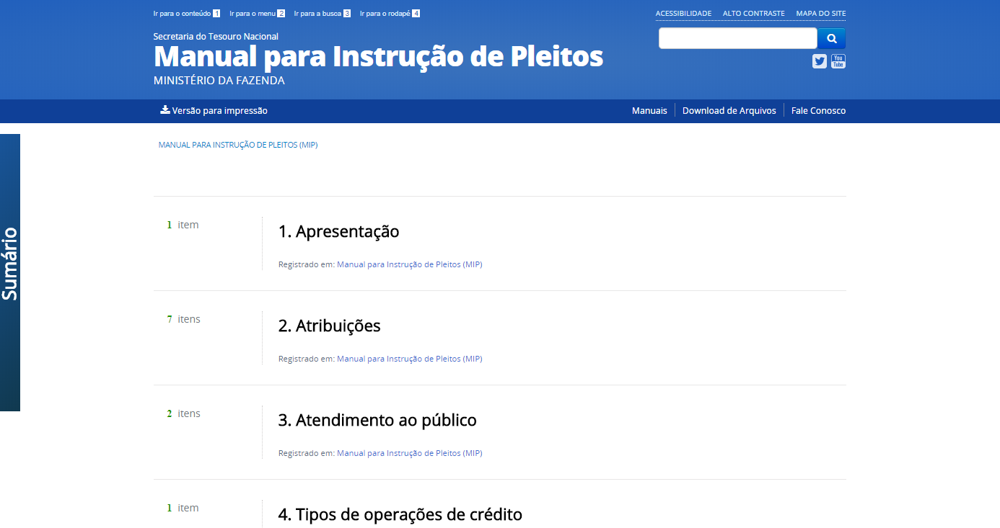 Ir para o conteúdo 1 Ir para o menu 2 Ir para a busca 3 Ir para o rodapé 4
ACESSIBILIDADE ALTO CONTRASTE MAPA DO SITE
Secretaria do Tesouro Nacional
Manual para Instrução de Pleitos
MINISTÉRIO DA FAZENDA
You
Tube
Versão para impressão
Manuais Download de Arquivos Fale Conosco
Sumário
MANUAL PARA INSTRUÇÃO DE PLEITOS (MIP)
1 item
1. Apresentação
Registrado em: Manual para Instrução de Pleitos (MIP)
7 itens
2. Atribuições
Registrado em: Manual para Instrução de Pleitos (MIP)
2 itens
3. Atendimento ao público
Registrado em: Manual para Instrução de Pleitos (MIP)
1 item
4. Tipos de operações de crédito